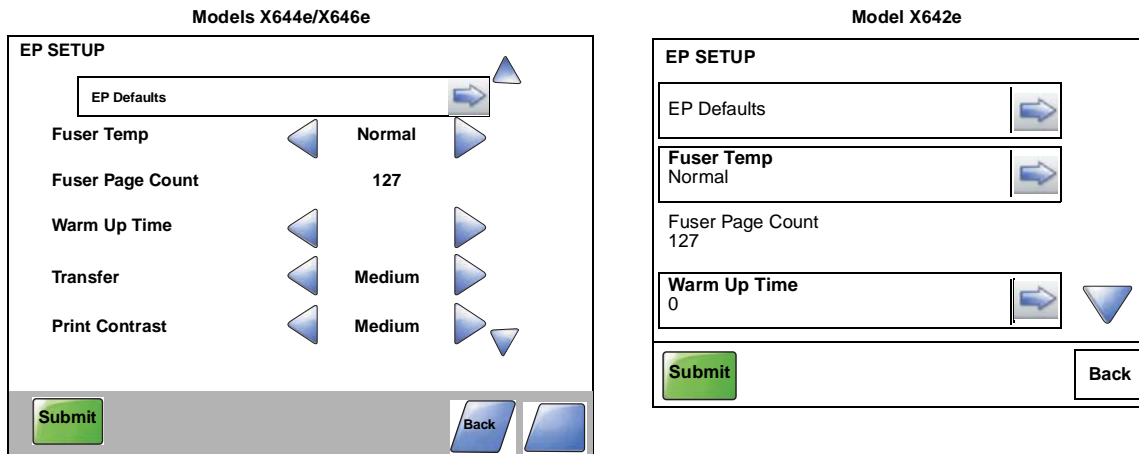 Models X644e/X646e
EP SETUP
EP Defaults
Fuser Temp Normal
Fuser Page Count 127
Warm Up Time
Transfer Medium
Print Contrast Medium
Submit
Back
Model X642e
EP SETUP
EP Defaults
Fuser Temp
Normal
Fuser Page Count
127
Warm Up Time
0
Submit
Back